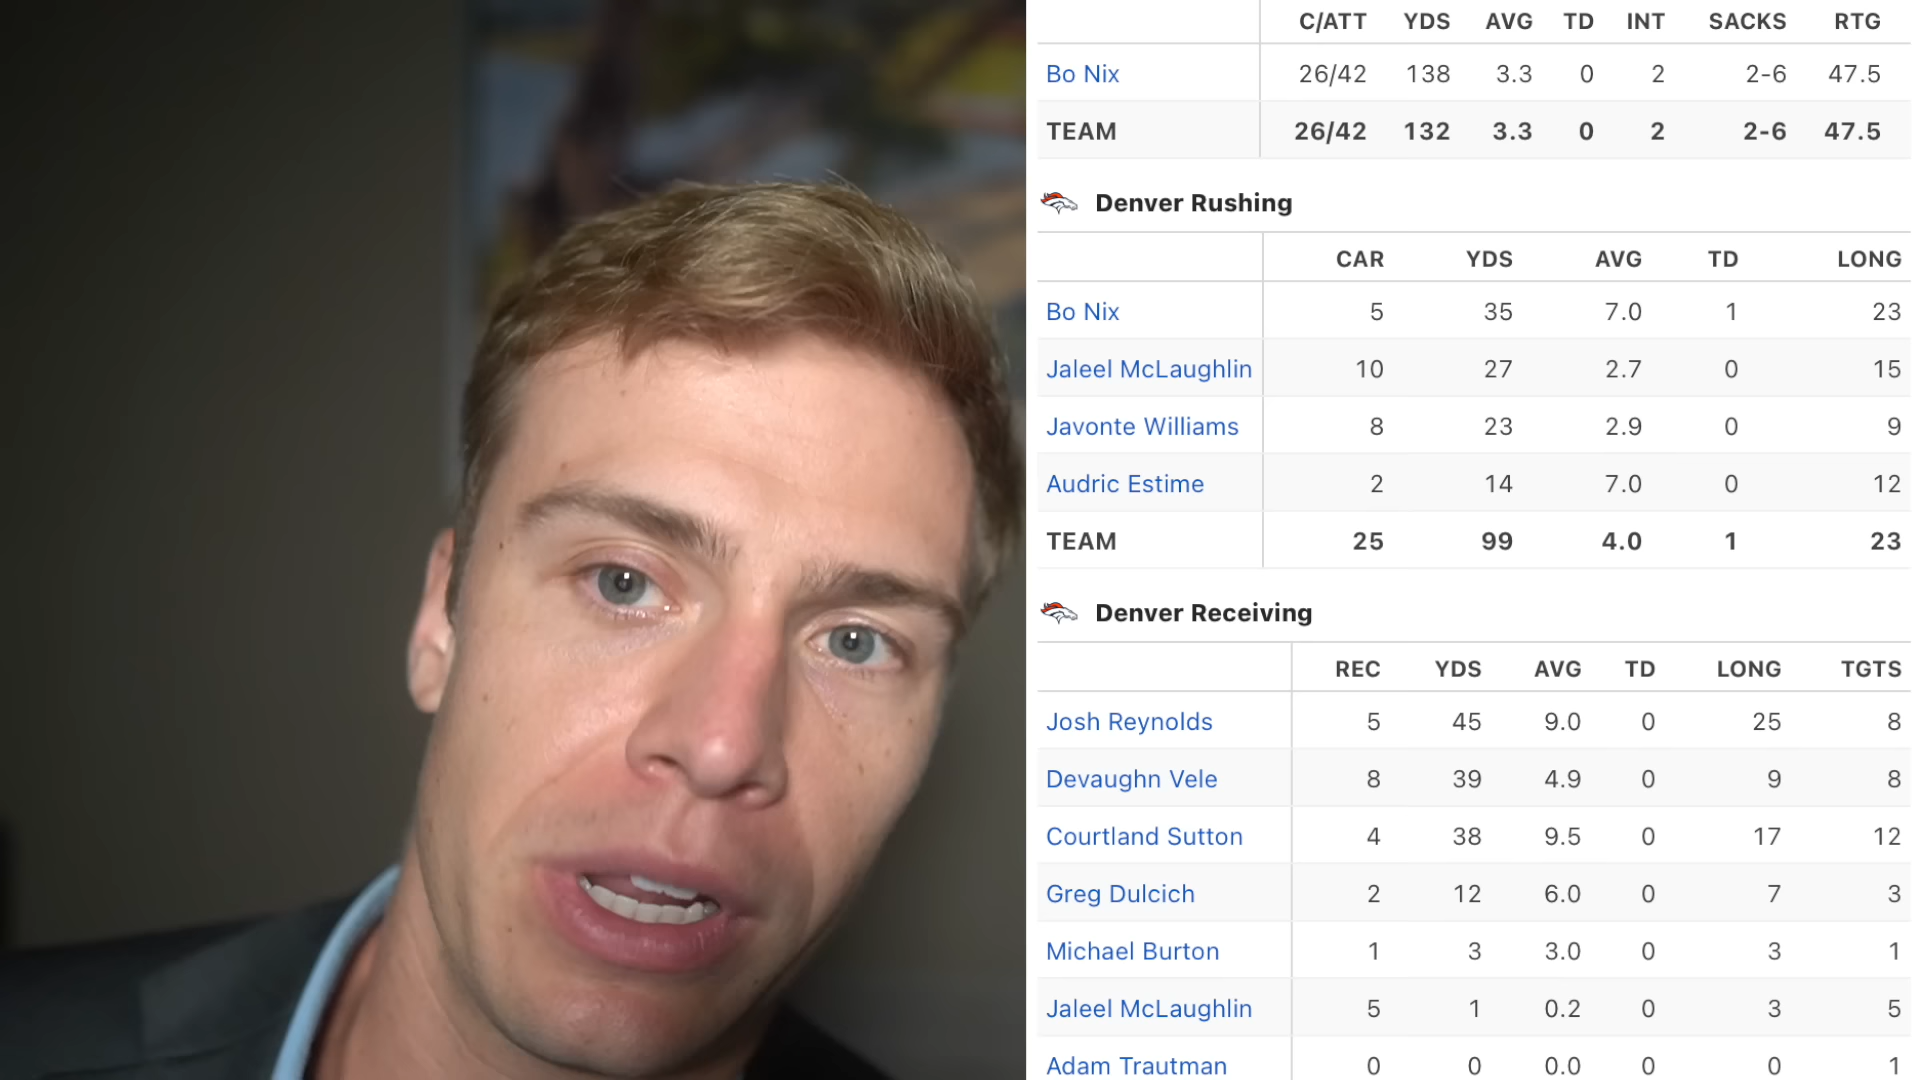 C/ATT YDS AVG TD INT SACKS RTG
Bo Nix 26/42 138 3.3 0 2 2-6 47.5
TEAM 26/42 132 3.3 0 2 2-6 47.5
Denver Rushing
CAR YDS AVG TD LONG
Bo Nix 5 35 7.0 1 23
Jaleel McLaughlin 10 27 2.7 0 15
Javonte Williams 8 23 2.9 0 9
Audric Estime 2 14 7.0 0 12
TEAM 25 99 4.0 1 23
Denver Receiving
REC YDS AVG TD LONG TGTS
Josh Reynolds 5 45 9.0 0 25 8
Devaughn Vele 8 39 4.9 0 9 8
Courtland Sutton 4 38 9.5 0 17 12
Greg Dulcich 2 12 6.0 0 7 3
Michael Burton 1 3 3.0 0 3 1
Jaleel McLaughlin 5 1 0.2 0 3 5
Adam Trautman 0 0 0.0 0 0 1